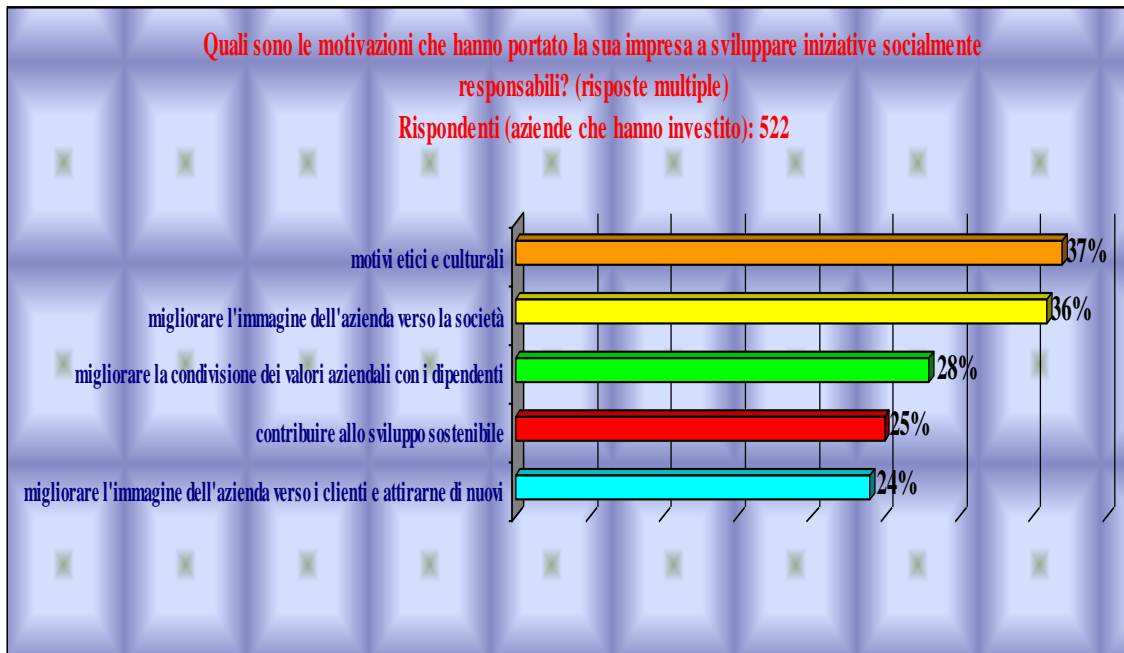 Quali sono le motivazioni che hanno portato la sua impresa a sviluppare iniziative socialmente
responsabili? (risposte multiple)
Rispondenti (aziende che hanno investito): 522
motivi etici e culturali
37%
migliorare l'immagine dell'azienda verso la società
36%
migliorare la condivisione dei valori aziendali con i dipendenti
28%
contribuire allo sviluppo sostenibile
25%
migliorare l'immagine dell'azienda verso i clienti e attirarne di nuovi
24%